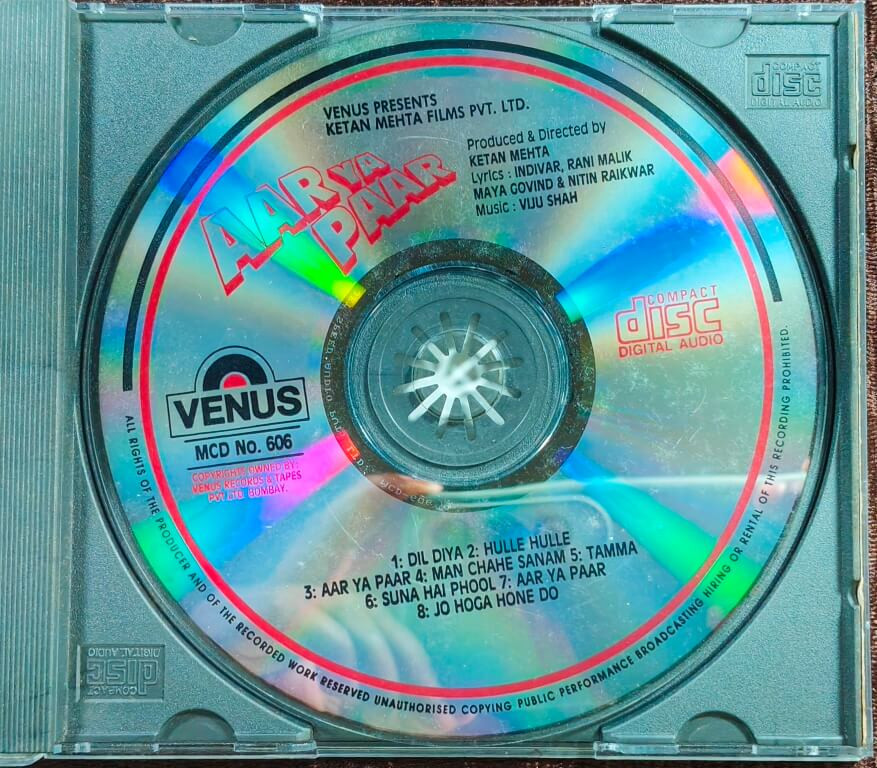 VENUS PRESENTS
KETAN MEHTA FILMS PVT. LTD.
AAR YA
PAAR
Produced & Directed by
KETAN MEHTA
Lyrics : INDIVAR, RANI MALIK
MAYA GOVIND & NITIN RAIKWAR
Music : VIJU SHAH
COMPACT
disc
DIGITAL AUDIO
COMPACT
disc
DIGITAL AUDIO
VENUS
MCD No. 606
COPYRIGHTS OWNED BY:
VENUS RECORDS & TAPES
PVT. LTD. BOMBAY.
1: DIL DIYA 2: HULLE HULLE
3: AAR YA PAAR 4: MAN CHAHE SANAM 5: TAMMA
6: SUNA HAI PHOOL 7: AAR YA PAAR
8: JO HOGA HONE DO
ALL RIGHTS OF THE PRODUCER AND OF THE RECORDED WORK RESERVED UNAUTHORISED COPYING PUBLIC PERFORMANCE BROADCASTING HIRING OR RENTAL OF THIS RECORDING PROHIBITED.
COMPACT
disc
DIGITAL AUDIO